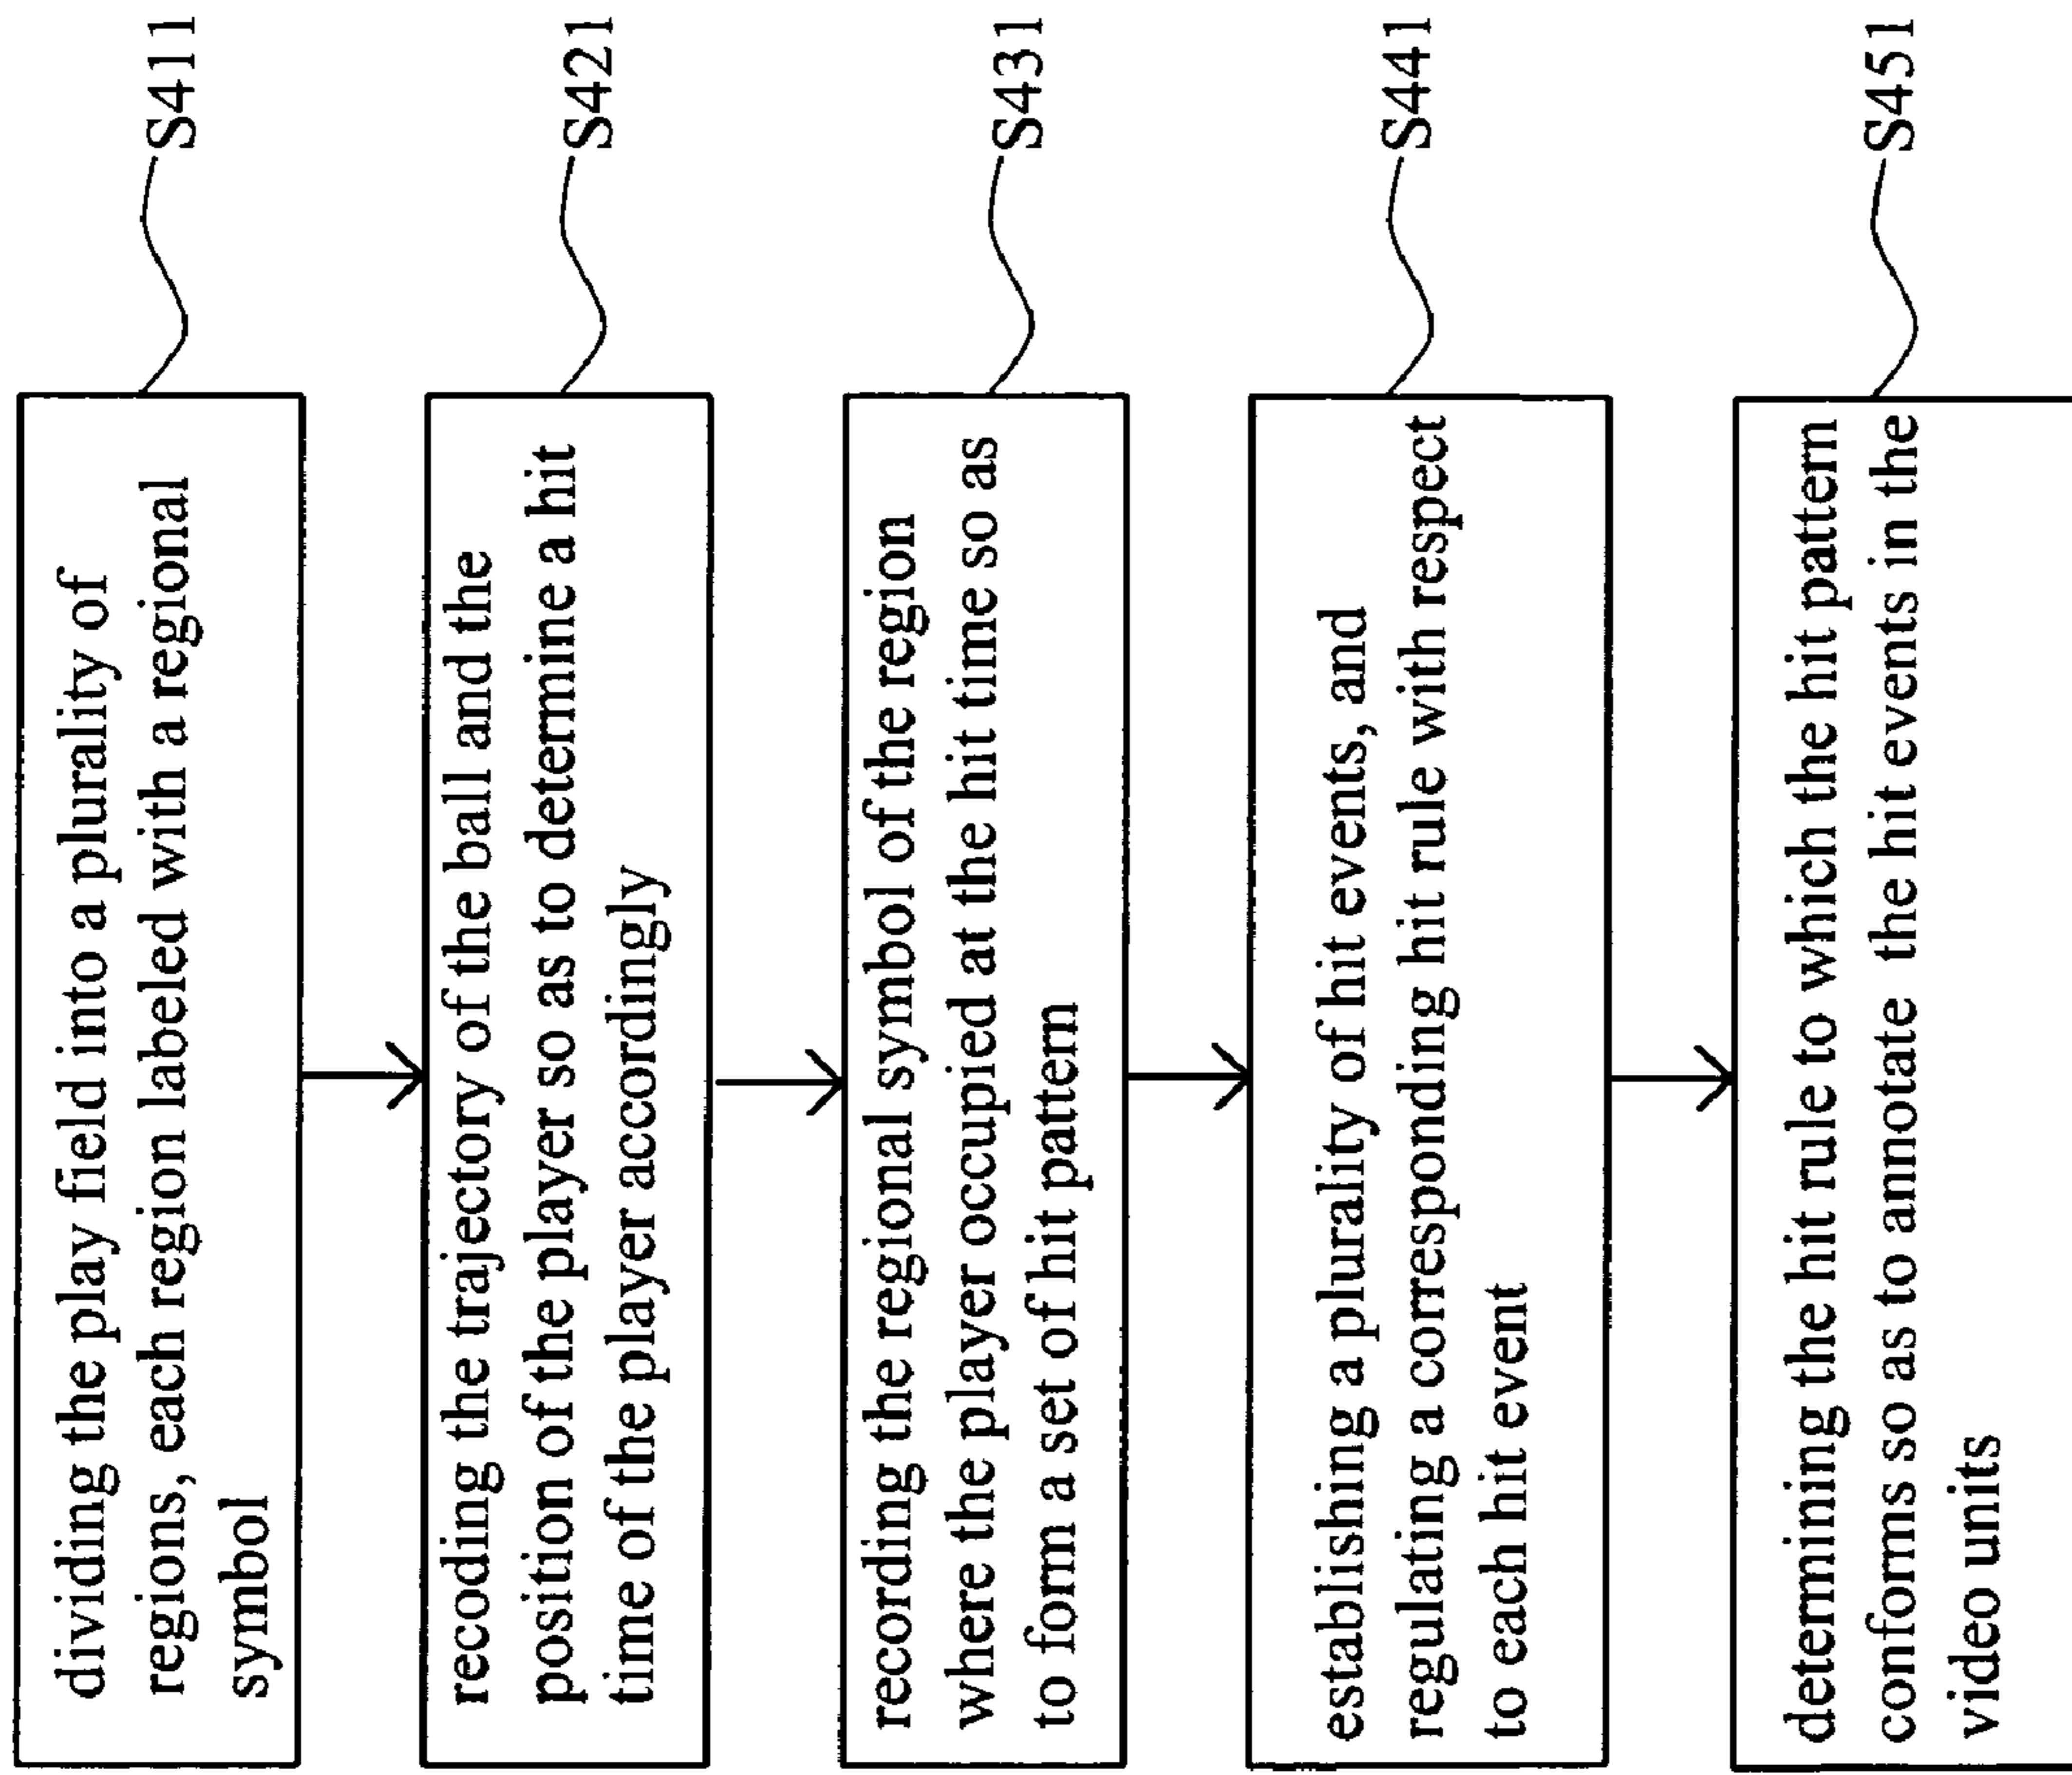 dividing the play field into a plurality of
regions, each region labeled with a regional
symbol
S411
recoding the trajectory of the ball and the
position of the player so as to determine a hit
time of the player accordingly
S421
recording the regional symbol of the region
where the player occupied at the hit time so as
to form a set of hit pattern
S431
establishing a plurality of hit events, and
regulating a corresponding hit rule with respect
to each hit event
S441
determining the hit rule to which the hit pattern
conforms so as to annotate the hit events in the
video units
S451